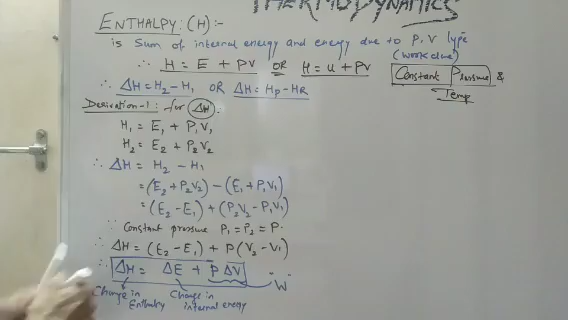 THERMODYNAMICS
ENTHALPY: (H) :-
is sum of internal energy and energy due to P, V type
(work due)
∴ H = E + PV OR H = u + PV
Constant Pressure &
Temp
∴ ΔH = H₂ - H₁ OR ΔH = HP - HR
Derivation-1: for ΔH
H₁ = E₁ + P₁V₁
H₂ = E₂ + P₂V₂
∴ ΔH = H₂ - H₁
= (E₂ + P₂V₂) - (E₁ + P₁V₁)
= (E₂ - E₁) + (P₂V₂ - P₁V₁)
∵ Constant pressure P₁ = P₂ = P.
∴ ΔH = (E₂ - E₁) + P(V₂ - V₁)
∴ ΔH = ΔE + PΔV "W"
Change in Enthalpy
Change in internal energy